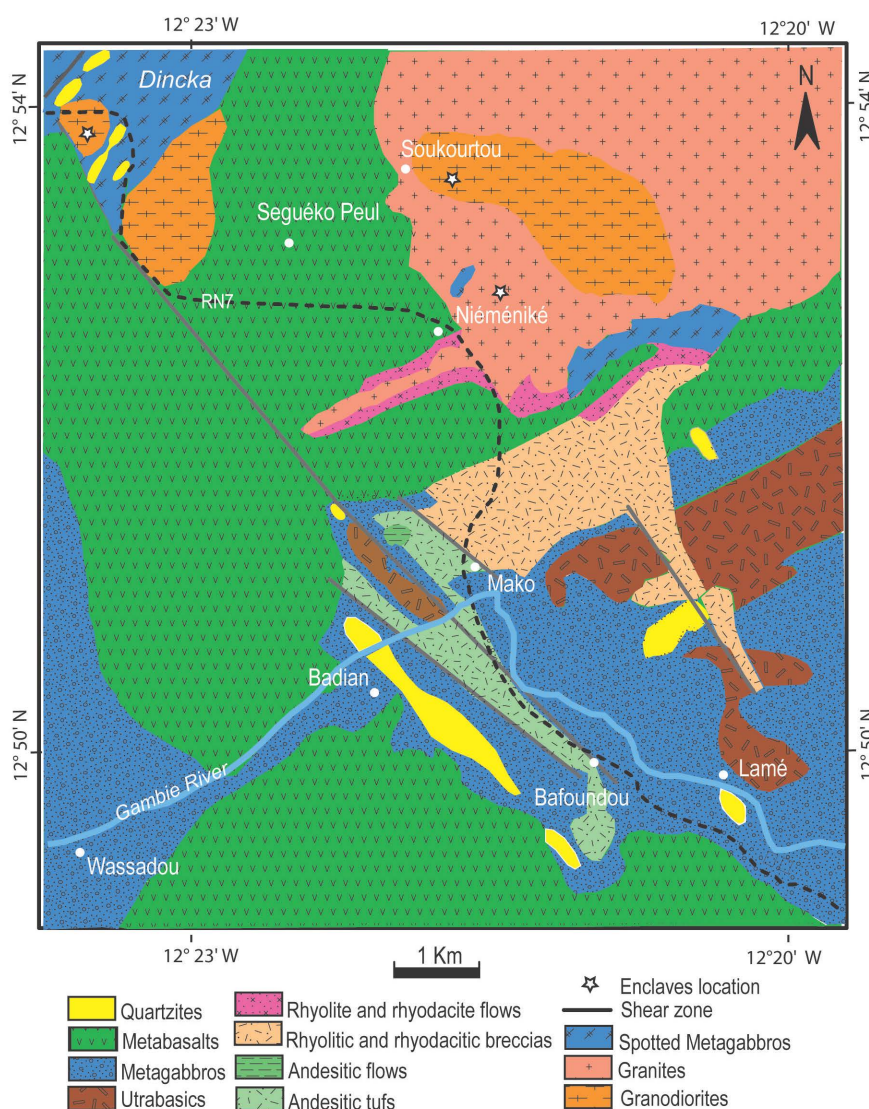 12° 23' W
12° 20' W
12° 54' N
12° 54' N
Dincka
N
Soukourtou
Seguéko Peul
RN7
Niéméniké
Mako
Badian
12° 50' N
12° 50' N
Gambie River
Lamé
Bafoundou
Wassadou
12° 23' W
12° 20' W
1 Km
Quartzites
Metabasalts
Metagabbros
Utrabasics
Rhyolite and rhyodacite flows
Rhyolitic and rhyodacitic breccias
Andesitic flows
Andesitic tufs
Enclaves location
Shear zone
Spotted Metagabbros
Granites
Granodiorites